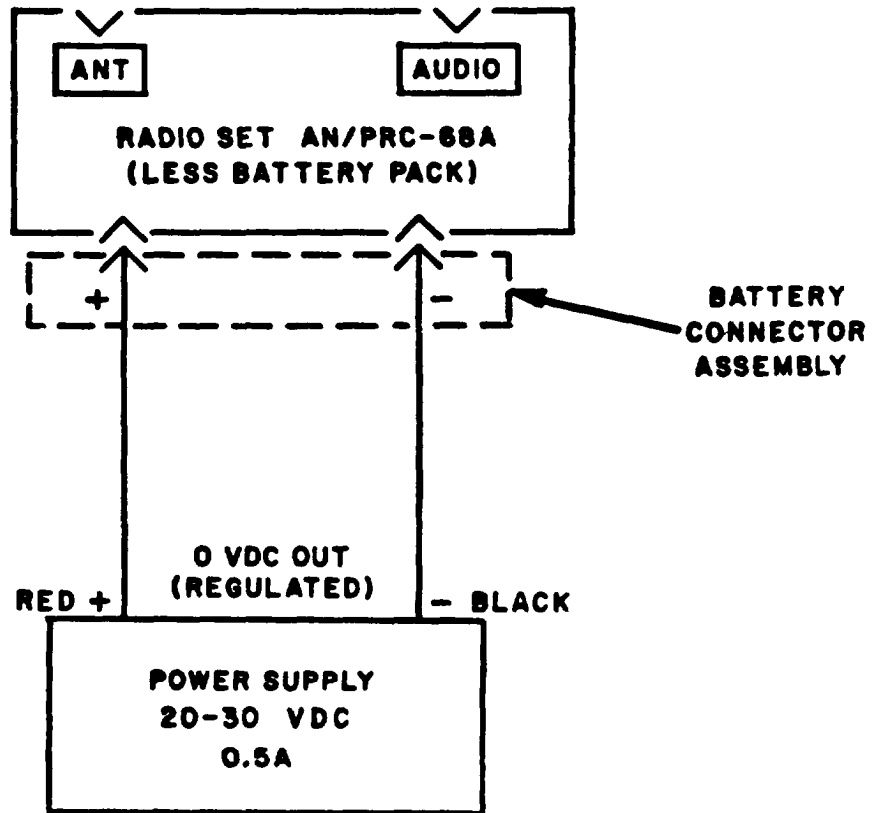 ANT
AUDIO
RADIO SET AN/PRC-68A
(LESS BATTERY PACK)
+
-
BATTERY
CONNECTOR
ASSEMBLY
0 VDC OUT
(REGULATED)
RED +
- BLACK
POWER SUPPLY
20-30 VDC
0.5A